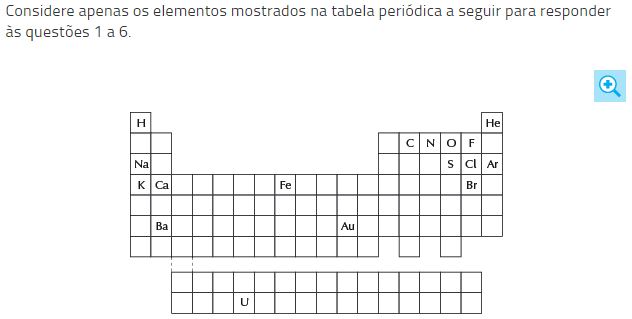 Considere apenas os elementos mostrados na tabela periódica a seguir para responder
às questões 1 a 6.
H He
C N O F
Na S Cl Ar
K Ca Fe Br
Ba Au
U